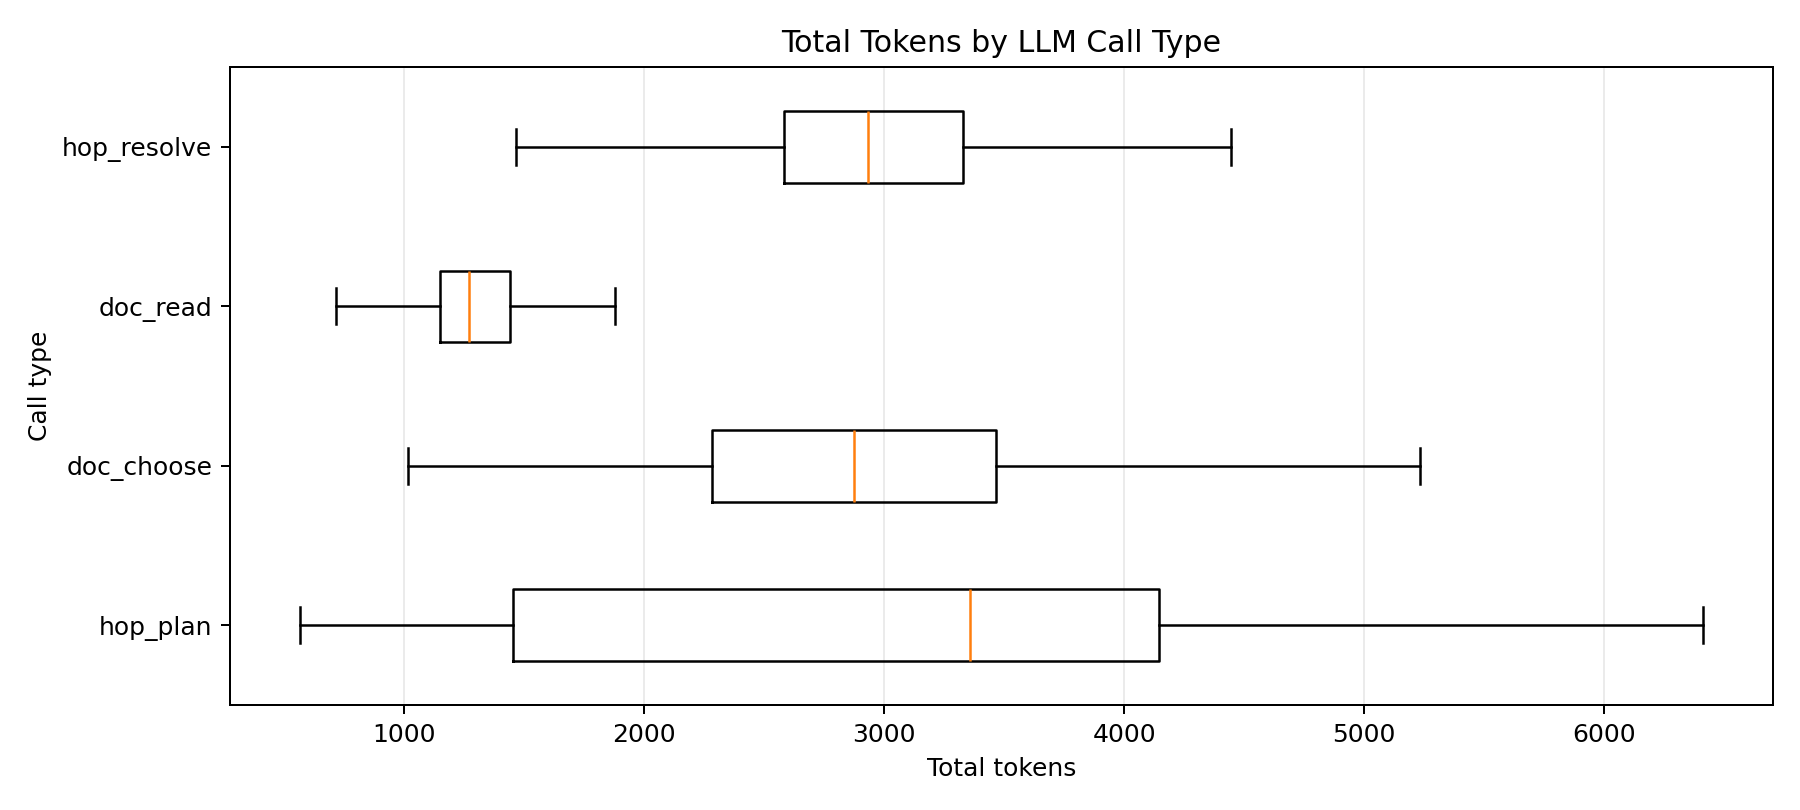 Total Tokens by LLM Call Type
hop_resolve
doc_read
doc_choose
hop_plan
Call type
1000 2000 3000 4000 5000 6000
Total tokens